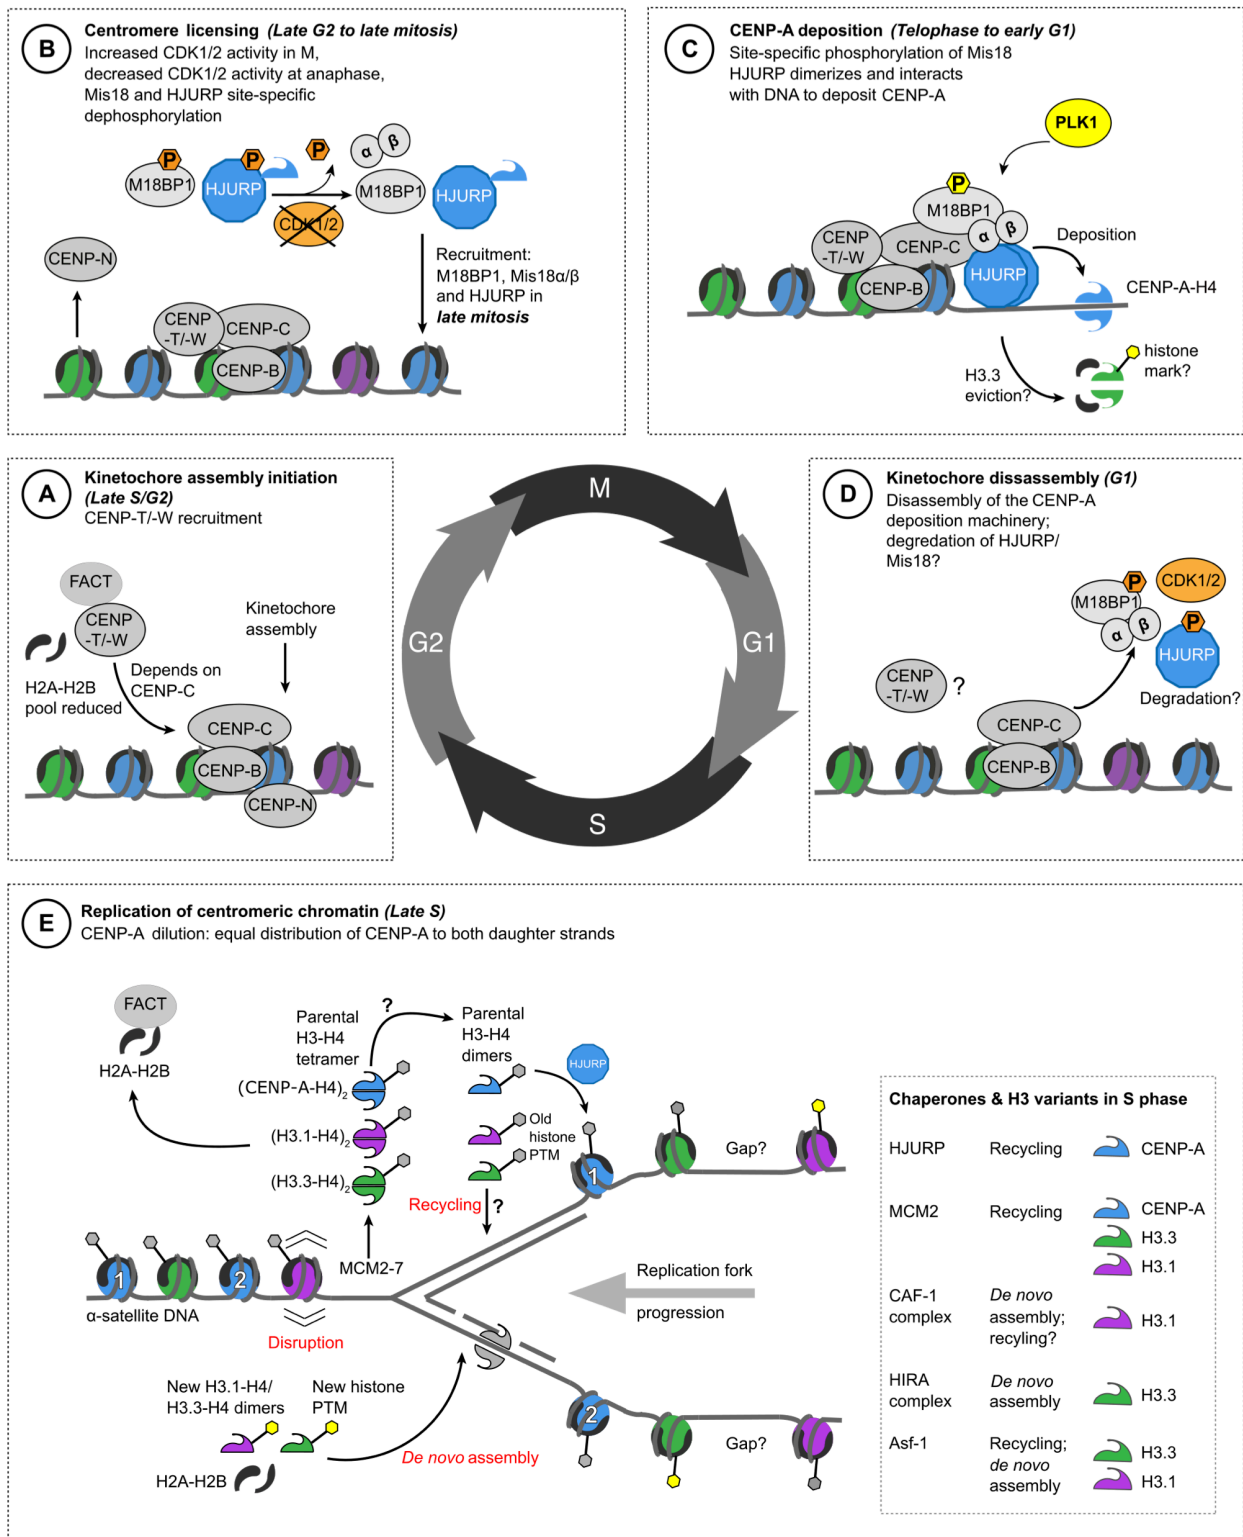 B
Centromere licensing (Late G2 to late mitosis)
Increased CDK1/2 activity in M,
decreased CDK1/2 activity at anaphase,
Mis18 and HJURP site-specific
dephosphorylation
P
P
P
α
β
M18BP1
HJURP
M18BP1
HJURP
CDK1/2
CENP-N
Recruitment:
M18BP1, Mis18α/β
and HJURP in
late mitosis
CENP
-T/-W
CENP-C
CENP-B
C
CENP-A deposition (Telophase to early G1)
Site-specific phosphorylation of Mis18
HJURP dimerizes and interacts
with DNA to deposit CENP-A
PLK1
P
M18BP1
α
β
CENP
-T/-W
CENP-C
Deposition
HJURP
CENP-B
CENP-A-H4
histone
mark?
H3.3
eviction?
A
Kinetochore assembly initiation
(Late S/G2)
CENP-T/-W recruitment
FACT
CENP
-T/-W
Kinetochore
assembly
H2A-H2B
pool reduced
Depends on
CENP-C
CENP-C
CENP-B
CENP-N
M
G1
S
G2
D
Kinetochore disassembly (G1)
Disassembly of the CENP-A
deposition machinery;
degredation of HJURP/
Mis18?
P
CDK1/2
M18BP1
α
β
P
HJURP
CENP
-T/-W
?
Degradation?
CENP-C
CENP-B
E
Replication of centromeric chromatin (Late S)
CENP-A dilution: equal distribution of CENP-A to both daughter strands
FACT
H2A-H2B
Parental
H3-H4
tetramer
?
Parental
H3-H4
dimers
HJURP
(CENP-A-H4)2
(H3.1-H4)2
(H3.3-H4)2
Old
histone
PTM
Recycling
?
1
Gap?
1
2
MCM2-7
α-satellite DNA
Disruption
Replication fork
progression
New H3.1-H4/
H3.3-H4 dimers
New histone
PTM
H2A-H2B
De novo assembly
2
Gap?
Chaperones & H3 variants in S phase
HJURP
Recycling
CENP-A
MCM2
Recycling
CENP-A
H3.3
H3.1
CAF-1
complex
De novo
assembly;
recyling?
H3.1
HIRA
complex
De novo
assembly
H3.3
Asf-1
Recycling;
de novo
assembly
H3.3
H3.1